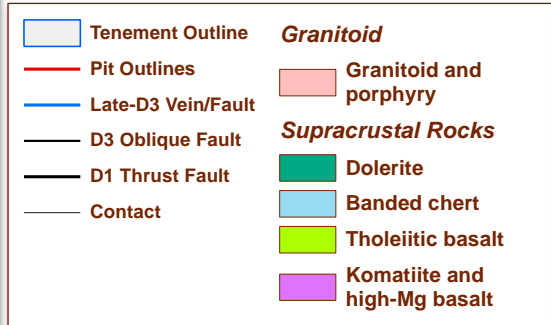 Tenement Outline
Pit Outlines
Late-D3 Vein/Fault
D3 Oblique Fault
D1 Thrust Fault
Contact
Granitoid
Granitoid and
porphyry
Supracrustal Rocks
Dolerite
Banded chert
Tholeiitic basalt
Komatiite and
high-Mg basalt